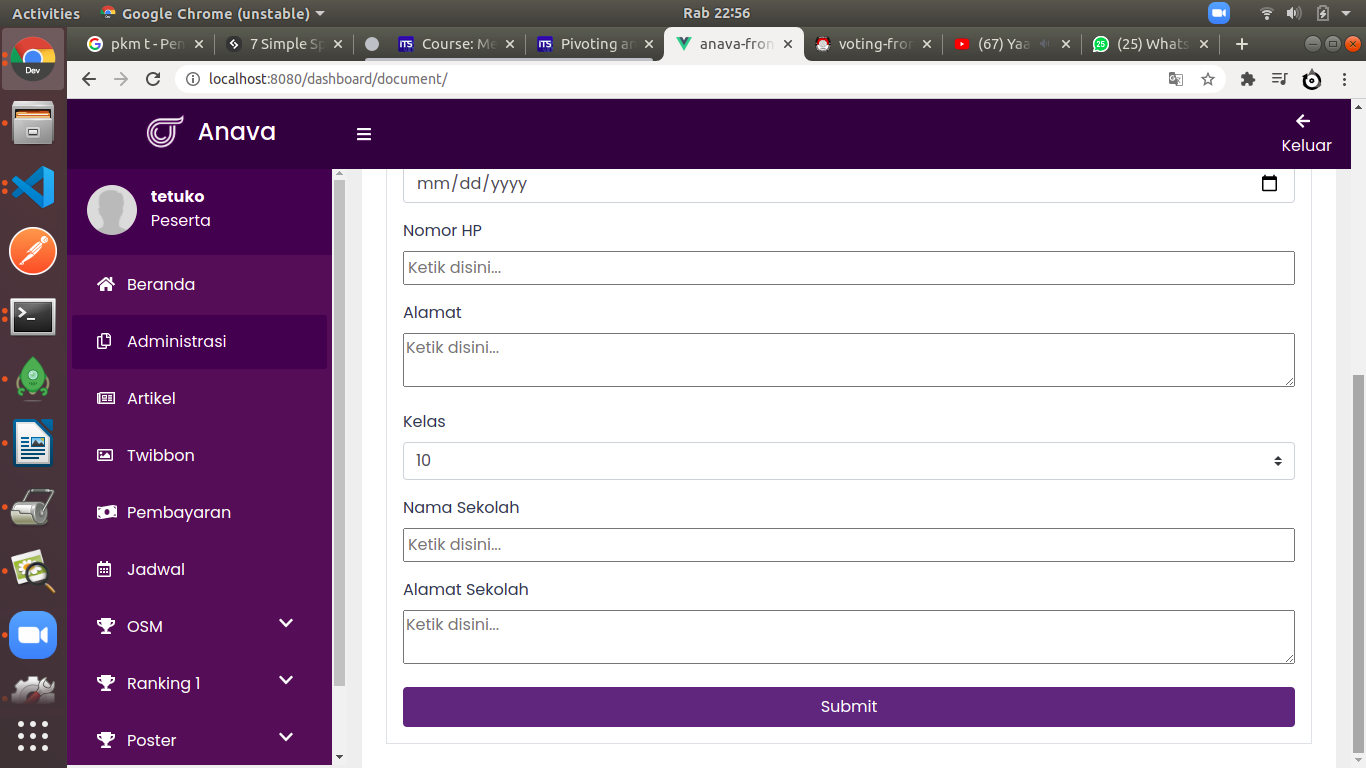 Activities
Google Chrome (unstable)
Rab 22:56
pkm t - Pen
7 Simple Sp
Course: Me
Pivoting an
anava-fron
voting-fron
(67) Yaa
(25) Whats
Dev
localhost:8080/dashboard/document/
Anava
Keluar
tetuko
Peserta
Beranda
Administrasi
Artikel
Twibbon
Pembayaran
Jadwal
OSM
Ranking 1
Poster
mm/dd/yyyy
Nomor HP
Ketik disini...
Alamat
Ketik disini...
Kelas
10
Nama Sekolah
Ketik disini...
Alamat Sekolah
Ketik disini...
Submit